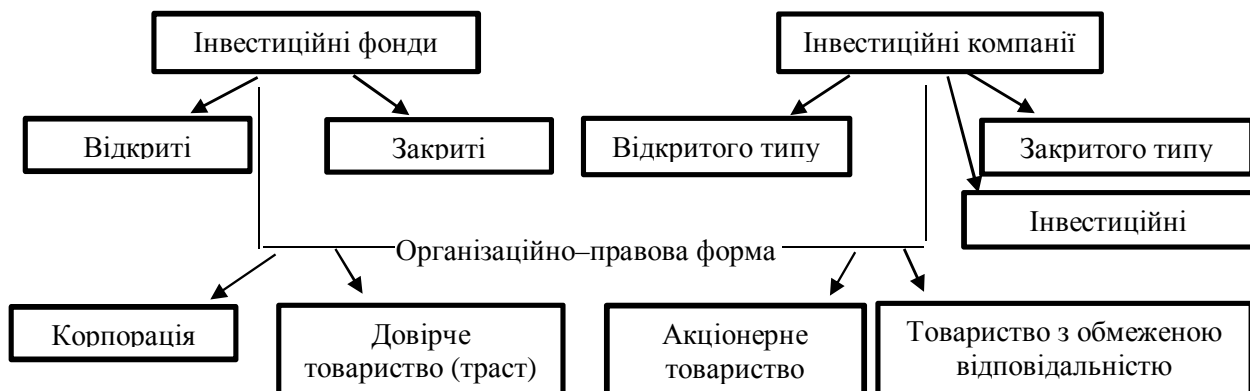 Інвестиційні фонди
Інвестиційні компанії
Відкриті
Закриті
Відкритого типу
Закритого типу
Інвестиційні
Організаційно–правова форма
Корпорація
Довірче
товариство (траст)
Акціонерне
товариство
Товариство з обмеженою
відповідальністю